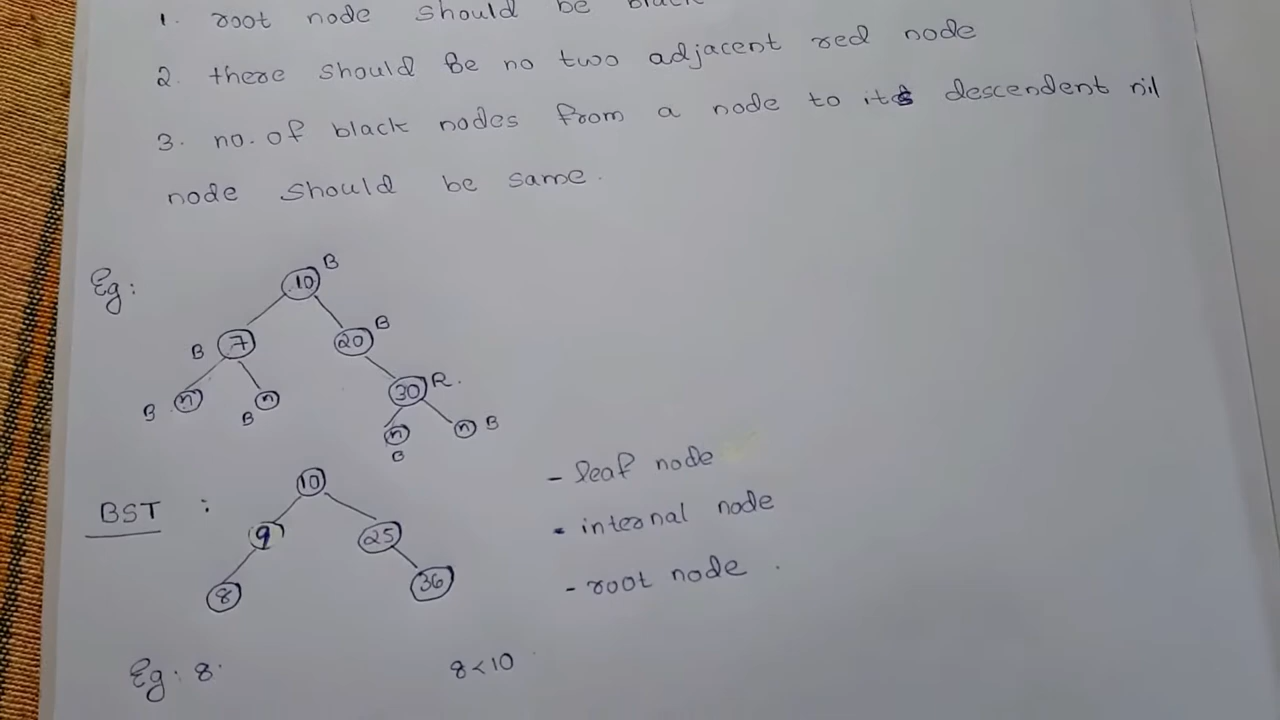 1. root node should be black
2. there should be no two adjacent red node
3. no. of black nodes from a node to its descendent nil
node should be same.
Eg:
10 B
B 7 20 B
30 R.
B n B n
n n B
B
BST :
10
9 25
8 36
- leaf node
- internal node
- root node .
Eg: 8. 8<10